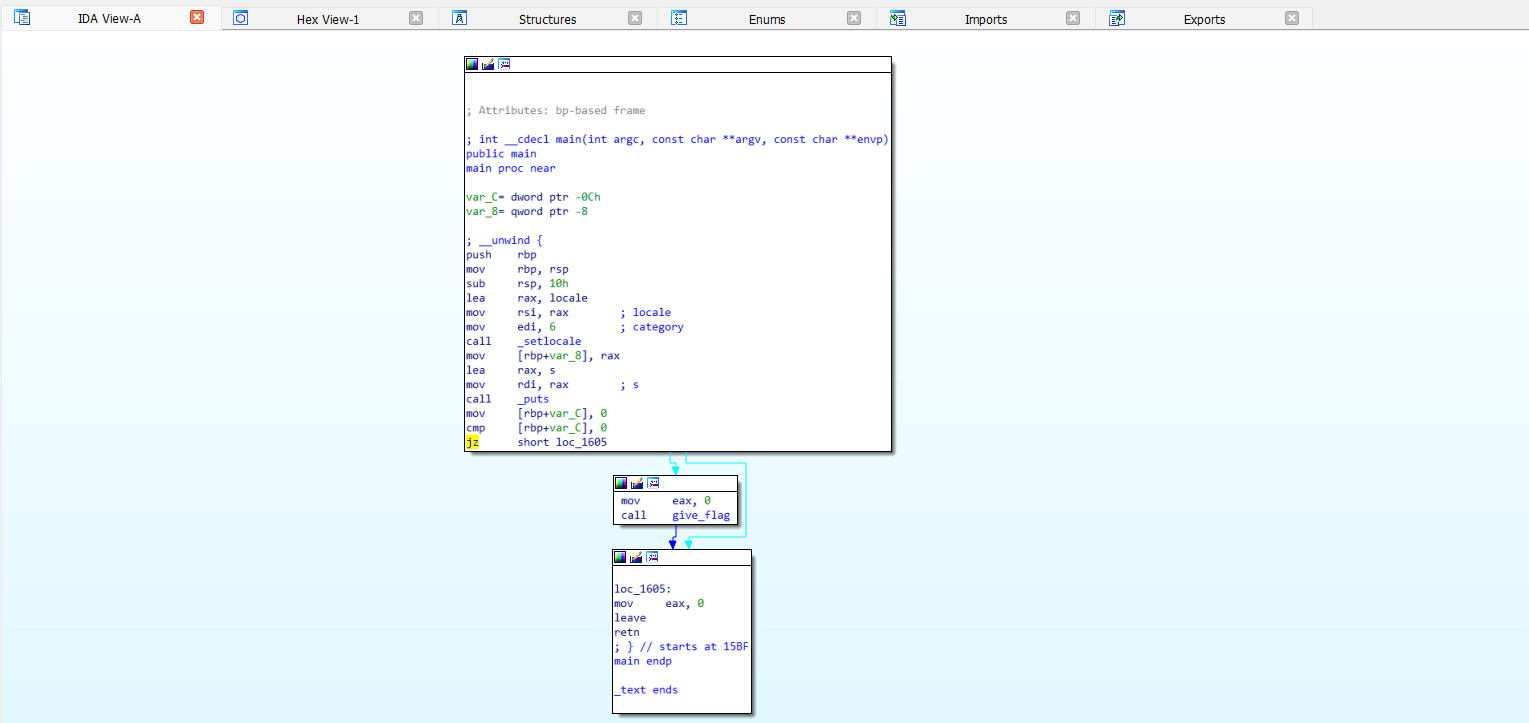 IDA View-A Hex View-1 Structures Enums Imports Exports
; Attributes: bp-based frame
; int __cdecl main(int argc, const char **argv, const char **envp)
public main
main proc near
var_C= dword ptr -0Ch
var_8= qword ptr -8
; __unwind {
push rbp
mov rbp, rsp
sub rsp, 10h
lea rax, locale
mov rsi, rax ; locale
mov edi, 6 ; category
call _setlocale
mov [rbp+var_8], rax
lea rax, s
mov rdi, rax ; s
call _puts
mov [rbp+var_C], 0
cmp [rbp+var_C], 0
jz short loc_1605
mov eax, 0
call give_flag
loc_1605:
mov eax, 0
leave
retn
; } // starts at 15BF
main endp
_text ends